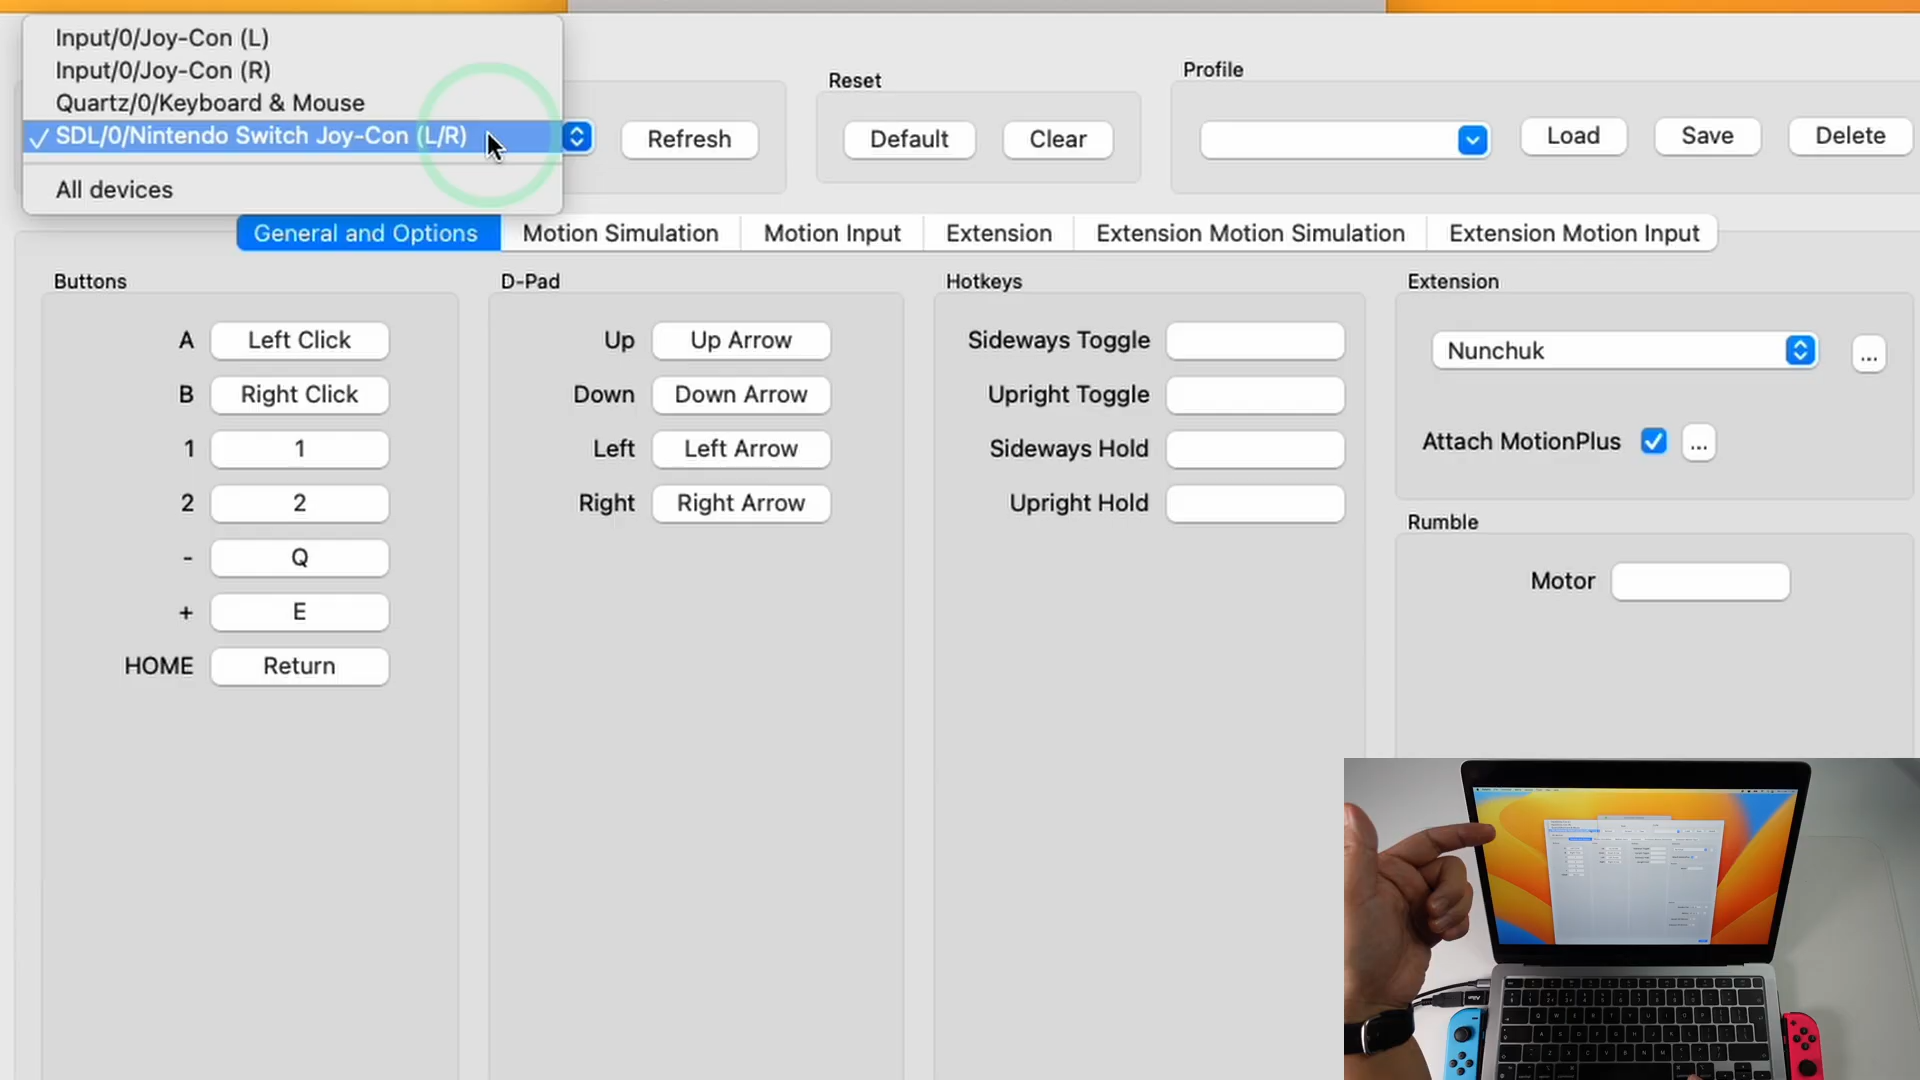 Input/0/Joy-Con (L)
Input/0/Joy-Con (R)
Quartz/0/Keyboard & Mouse
SDL/0/Nintendo Switch Joy-Con (L/R)
All devices
Refresh
Reset
Default
Clear
Profile
Load
Save
Delete
General and Options
Motion Simulation
Motion Input
Extension
Extension Motion Simulation
Extension Motion Input
Buttons
A Left Click
B Right Click
1 1
2 2
- Q
+ E
HOME Return
D-Pad
Up Up Arrow
Down Down Arrow
Left Left Arrow
Right Right Arrow
Hotkeys
Sideways Toggle
Upright Toggle
Sideways Hold
Upright Hold
Extension
Nunchuk
...
Attach MotionPlus ...
Rumble
Motor